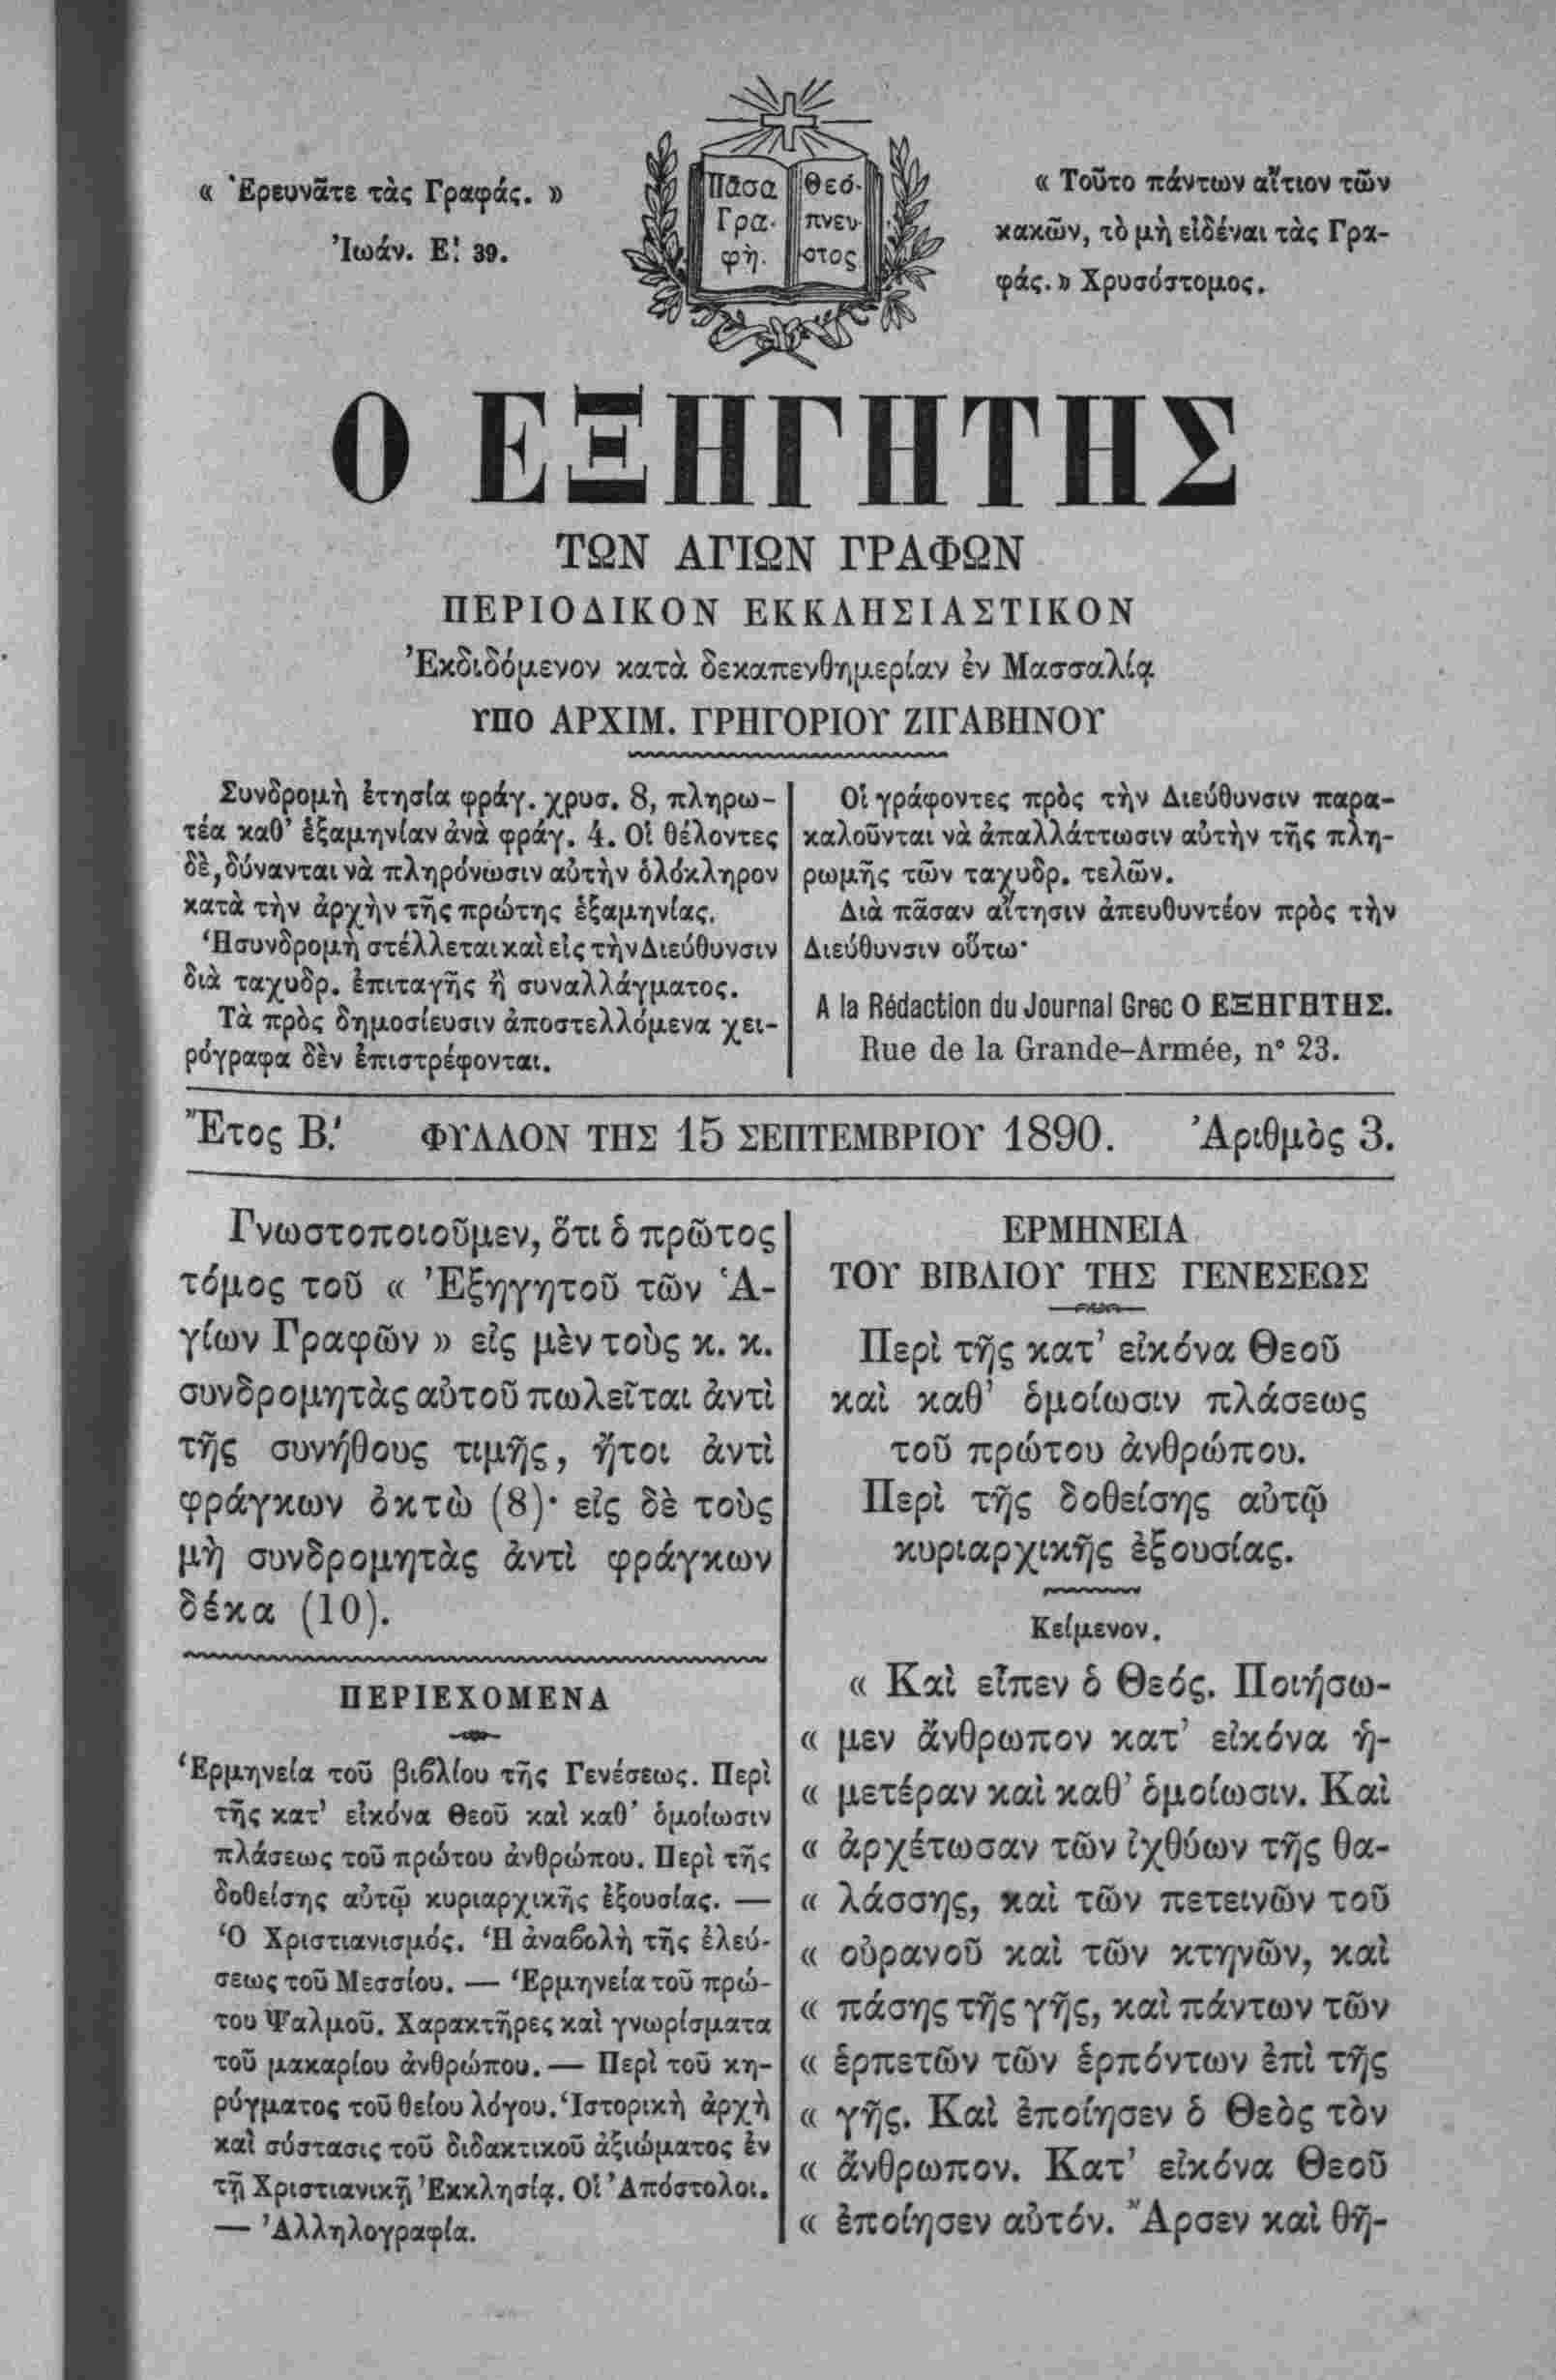 « Ἐρευνᾶτε τὰς Γραφάς. »
Ἰωάν. Ε΄. 39.
Πᾶσα
Γρα-
φὴ.
Θεό-
πνευ-
στος
« Τοῦτο πάντων αἴτιον τῶν
κακῶν, τὸ μὴ εἰδέναι τὰς Γρα-
φάς. » Χρυσόστομος.
Ο ΕΞΗΓΗΤΗΣ
ΤΩΝ ΑΓΙΩΝ ΓΡΑΦΩΝ
ΠΕΡΙΟΔΙΚΟΝ ΕΚΚΛΗΣΙΑΣΤΙΚΟΝ
Ἐκδιδόμενον κατὰ δεκαπενθημερίαν ἐν Μασσαλίᾳ
ΥΠΟ ΑΡΧΙΜ. ΓΡΗΓΟΡΙΟΥ ΖΙΓΑΒΗΝΟΥ
Συνδρομὴ ἐτησία φράγ. χρυσ. 8, πληρω-
τέα καθ’ ἑξαμηνίαν ἀνὰ φράγ. 4. Οἱ θέλοντες
δὲ, δύνανται νὰ πληρόνωσιν αὐτὴν ὁλόκληρον
κατὰ τὴν ἀρχὴν τῆς πρώτης ἑξαμηνίας.
Ἡ συνδρομὴ στέλλεται καὶ εἰς τὴν Διεύθυνσιν
διὰ ταχυδρ. ἐπιταγῆς ἢ συναλλάγματος.
Τὰ πρὸς δημοσίευσιν ἀποστελλόμενα χει-
ρόγραφα δὲν ἐπιστρέφονται.
Οἱ γράφοντες πρὸς τὴν Διεύθυνσιν παρα-
καλοῦνται νὰ ἀπαλλάττωσιν αὐτὴν τῆς πλη-
ρωμῆς τῶν ταχυδρ. τελῶν.
Διὰ πᾶσαν αἴτησιν ἀπευθυντέον πρὸς τὴν
Διεύθυνσιν οὕτω·
A la Rédaction du Journal Grec Ο ΕΞΗΓΗΤΗΣ.
Rue de la Grande-Armée, n° 23.
Ἔτος Β΄. ΦΥΛΛΟΝ ΤΗΣ 15 ΣΕΠΤΕΜΒΡΙΟΥ 1890. Ἀριθμὸς 3.
Γνωστοποιοῦμεν, ὅτι ὁ πρῶτος
τόμος τοῦ « Ἐξηγητοῦ τῶν Ἁ-
γίων Γραφῶν » εἰς μὲν τοὺς κ. κ.
συνδρομητὰς αὐτοῦ πωλεῖται ἀντὶ
τῆς συνήθους τιμῆς, ἤτοι ἀντὶ
φράγκων ὀκτὼ (8)· εἰς δὲ τοὺς
μὴ συνδρομητὰς ἀντὶ φράγκων
δέκα (10).
ΠΕΡΙΕΧΟΜΕΝΑ
Ἑρμηνεία τοῦ βιβλίου τῆς Γενέσεως. Περὶ
τῆς κατ’ εἰκόνα Θεοῦ καὶ καθ’ ὁμοίωσιν
πλάσεως τοῦ πρώτου ἀνθρώπου. Περὶ τῆς
δοθείσης αὐτῷ κυριαρχικῆς ἐξουσίας. —
Ὁ Χριστιανισμός. Ἡ ἀναβολὴ τῆς ἐλεύ-
σεως τοῦ Μεσσίου. — Ἑρμηνεία τοῦ πρώ-
του Ψαλμοῦ. Χαρακτῆρες καὶ γνωρίσματα
τοῦ μακαρίου ἀνθρώπου. — Περὶ τοῦ κη-
ρύγματος τοῦ θείου λόγου. Ἱστορικὴ ἀρχὴ
καὶ σύστασις τοῦ διδακτικοῦ ἀξιώματος ἐν
τῇ Χριστιανικῇ Ἐκκλησίᾳ. Οἱ Ἀπόστολοι.
— Ἀλληλογραφία.
ΕΡΜΗΝΕΙΑ
ΤΟΥ ΒΙΒΛΙΟΥ ΤΗΣ ΓΕΝΕΣΕΩΣ
Περὶ τῆς κατ’ εἰκόνα Θεοῦ
καὶ καθ’ ὁμοίωσιν πλάσεως
τοῦ πρώτου ἀνθρώπου.
Περὶ τῆς δοθείσης αὐτῷ
κυριαρχικῆς ἐξουσίας.
Κείμενον.
« Καὶ εἶπεν ὁ Θεός. Ποιήσω-
« μεν ἄνθρωπον κατ’ εἰκόνα ἡ-
« μετέραν καὶ καθ’ ὁμοίωσιν. Καὶ
« ἀρχέτωσαν τῶν ἰχθύων τῆς θα-
« λάσσης, καὶ τῶν πετεινῶν τοῦ
« οὐρανοῦ καὶ τῶν κτηνῶν, καὶ
« πάσης τῆς γῆς, καὶ πάντων τῶν
« ἑρπετῶν τῶν ἑρπόντων ἐπὶ τῆς
« γῆς. Καὶ ἐποίησεν ὁ Θεὸς τὸν
« ἄνθρωπον. Κατ’ εἰκόνα Θεοῦ
« ἐποίησεν αὐτόν. Ἄρσεν καὶ θῆ-